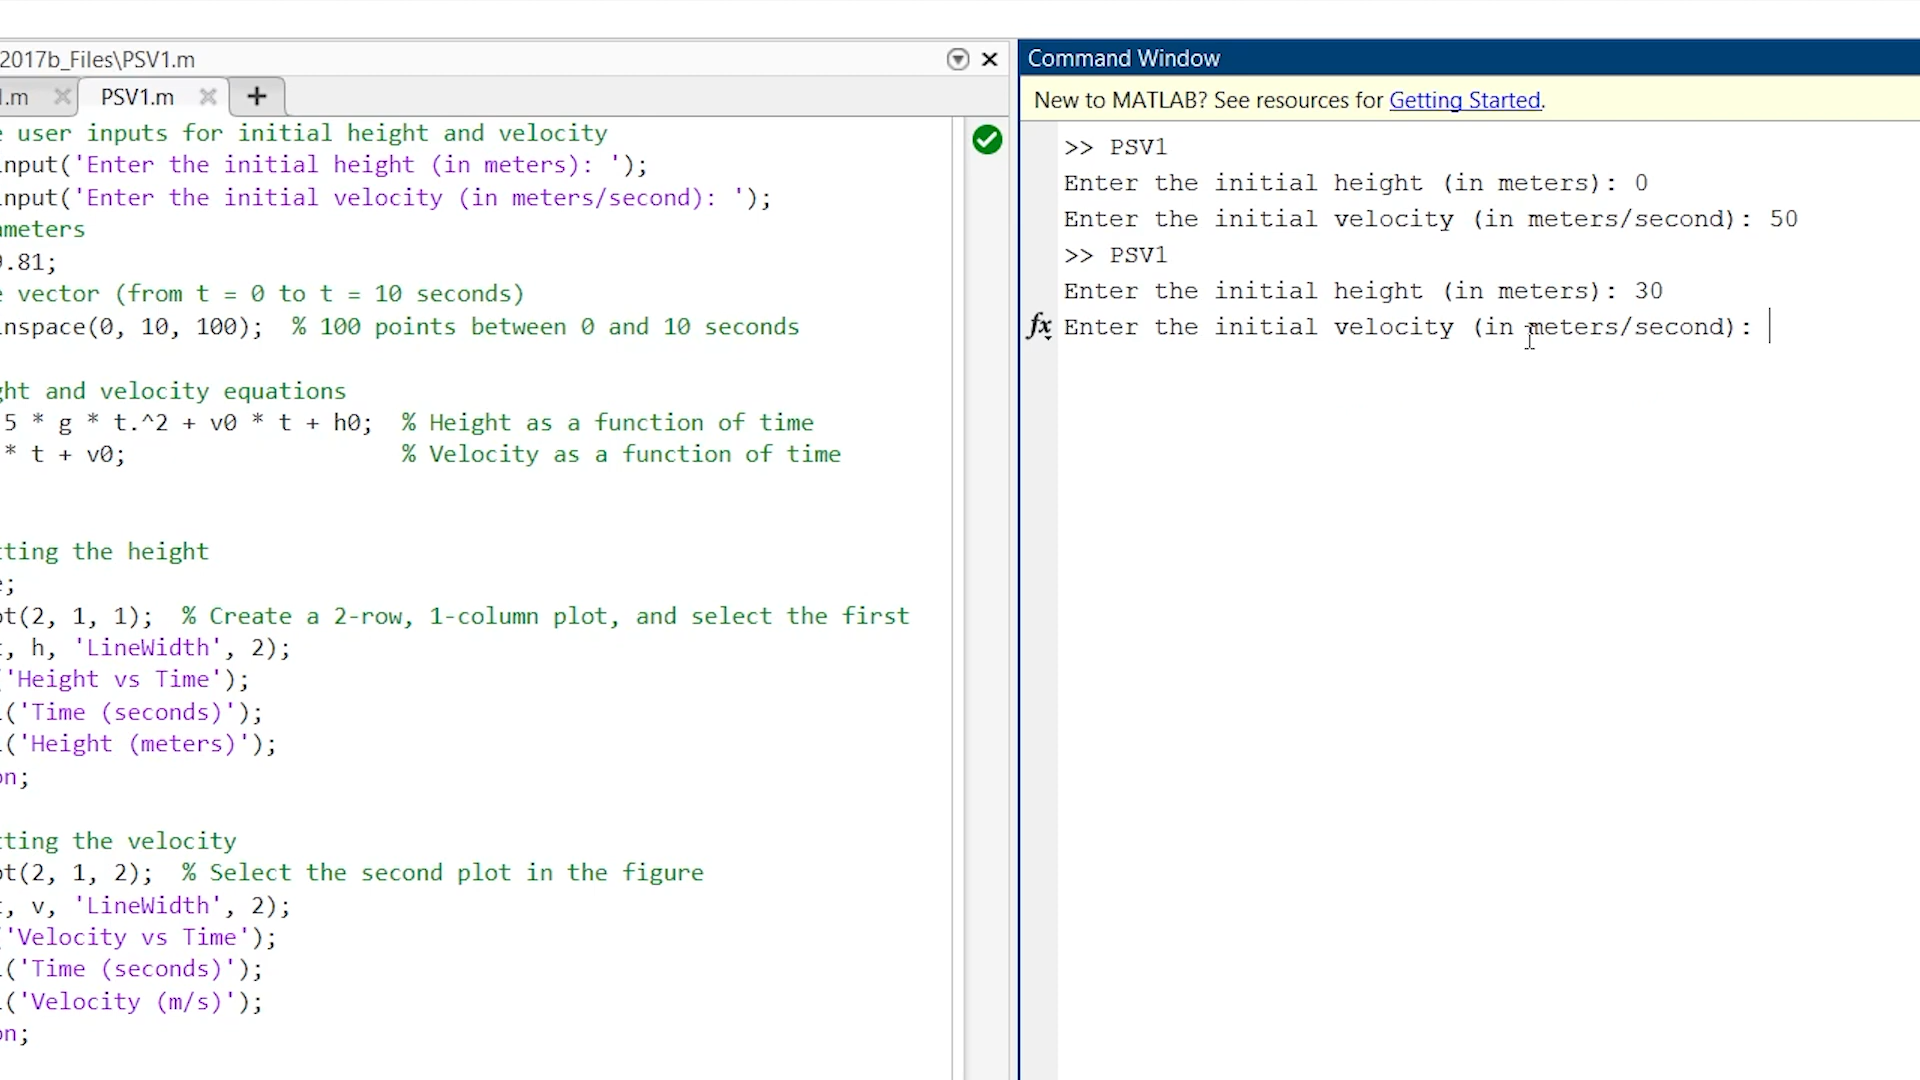 2017b_Files\PSV1.m
.m
PSV1.m
+
user inputs for initial height and velocity
nput('Enter the initial height (in meters): ');
nput('Enter the initial velocity (in meters/second): ');
ameters
.81;
vector (from t = 0 to t = 10 seconds)
nspace(0, 10, 100);  % 100 points between 0 and 10 seconds
ght and velocity equations
5 * g * t.^2 + v0 * t + h0;  % Height as a function of time
* t + v0;  % Velocity as a function of time
tting the height
;
ot(2, 1, 1);  % Create a 2-row, 1-column plot, and select the first
, h, 'LineWidth', 2);
('Height vs Time');
('Time (seconds)');
('Height (meters)');
on;
tting the velocity
ot(2, 1, 2);  % Select the second plot in the figure
, v, 'LineWidth', 2);
('Velocity vs Time');
('Time (seconds)');
('Velocity (m/s)');
on;
Command Window
New to MATLAB? See resources for Getting Started.
>> PSV1
Enter the initial height (in meters): 0
Enter the initial velocity (in meters/second): 50
>> PSV1
Enter the initial height (in meters): 30
fx Enter the initial velocity (in meters/second):